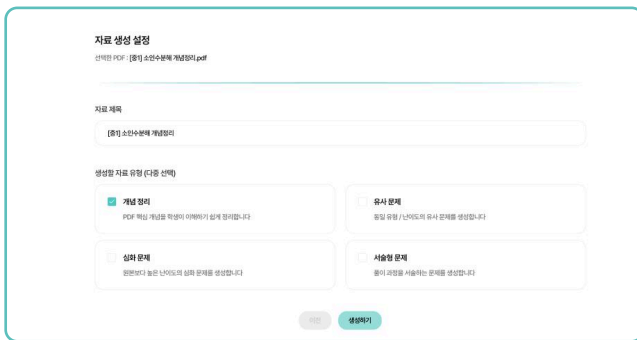 자료 생성 설정
선택한 PDF : [중1] 소인수분해 개념정리.pdf
자료 제목
[중1] 소인수분해 개념정리
생성할 자료 유형 (다중 선택)
개념 정리
PDF 핵심 개념을 학생이 이해하기 쉽게 정리합니다
유사 문제
동일 유형 / 난이도의 유사 문제를 생성합니다
심화 문제
원본보다 높은 난이도의 심화 문제를 생성합니다
서술형 문제
풀이 과정을 서술하는 문제를 생성합니다
생성하기